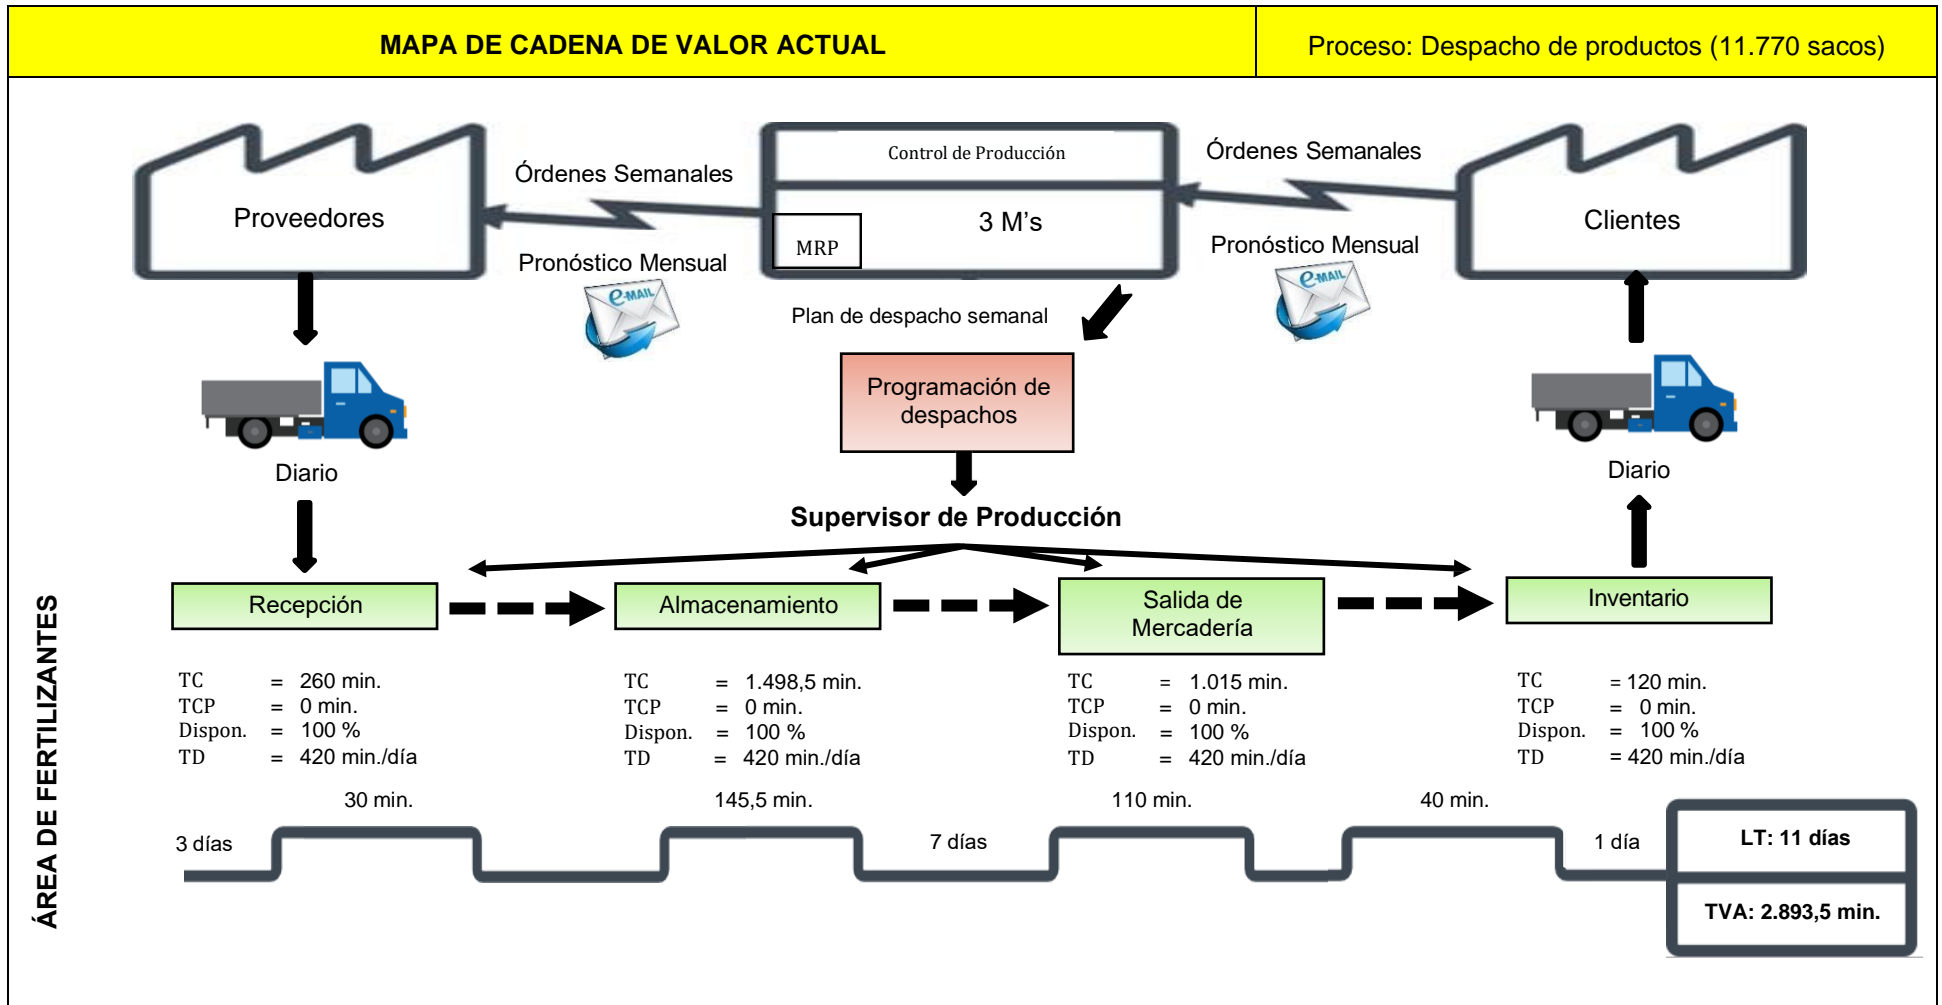 MAPA DE CADENA DE VALOR ACTUAL
Proceso: Despacho de productos (11.770 sacos)
Control de Producción
Órdenes Semanales
Órdenes Semanales
Proveedores
3 M’s
Clientes
MRP
Pronóstico Mensual
Pronóstico Mensual
e-MAIL
e-MAIL
Plan de despacho semanal
Programación de
despachos
Diario
Diario
Supervisor de Producción
ÁREA DE FERTILIZANTES
Recepción
Almacenamiento
Salida de
Mercadería
Inventario
TC = 260 min.
TCP = 0 min.
Dispon. = 100 %
TD = 420 min./día
TC = 1.498,5 min.
TCP = 0 min.
Dispon. = 100 %
TD = 420 min./día
TC = 1.015 min.
TCP = 0 min.
Dispon. = 100 %
TD = 420 min./día
TC = 120 min.
TCP = 0 min.
Dispon. = 100 %
TD = 420 min./día
30 min.
145,5 min.
110 min.
40 min.
3 días
7 días
1 día
LT: 11 días
TVA: 2.893,5 min.